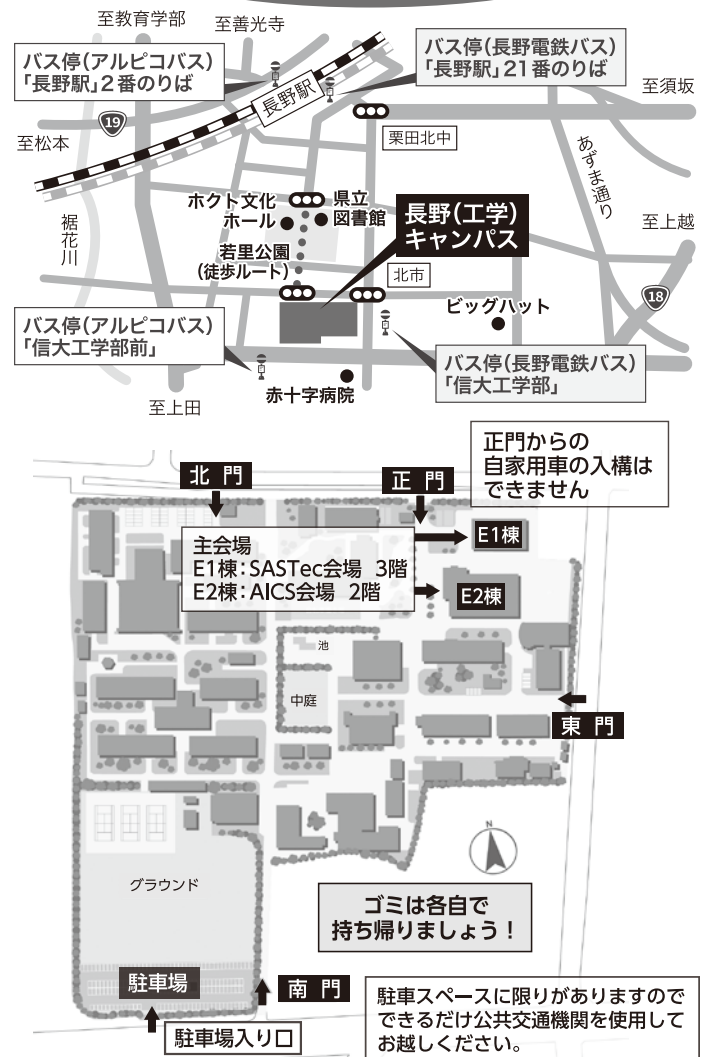 至教育学部
至善光寺
バス停(アルピコバス)
「長野駅」2番のりば
バス停(長野電鉄バス)
「長野駅」21番のりば
長野駅
至須坂
19
至松本
栗田北中
あずま通り
ホクト文化
ホール
県立
図書館
長野(工学)
キャンパス
至上越
裾花川
若里公園
(徒歩ルート)
北市
18
ビッグハット
バス停(アルピコバス)
「信大工学部前」
バス停(長野電鉄バス)
「信大工学部」
赤十字病院
至上田
正門からの
自家用車の入構は
できません
北門
正門
主会場
E1棟:SASTec会場 3階
E2棟:AICS会場 2階
E1棟
E2棟
池
中庭
東門
N
グラウンド
ゴミは各自で
持ち帰りましょう!
駐車場
南門
駐車場入り口
駐車スペースに限りがありますので
できるだけ公共交通機関を使用して
お越しください。